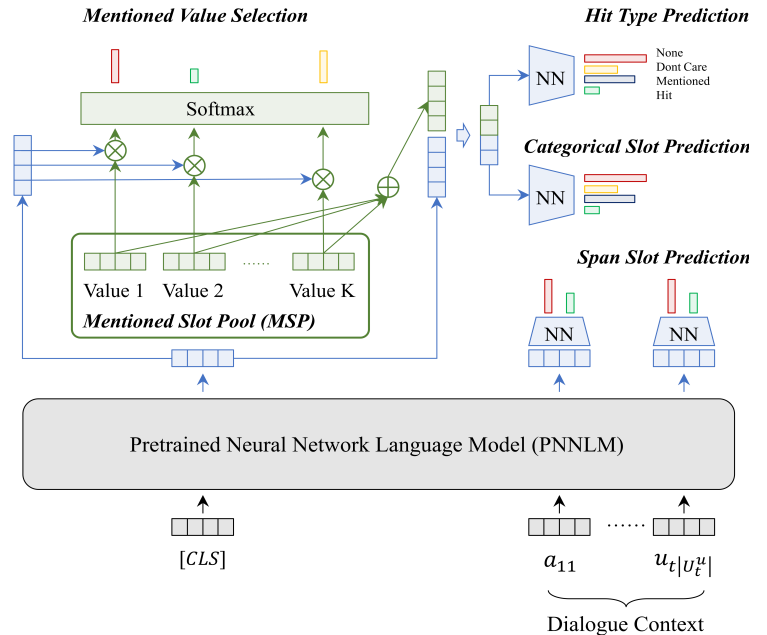 Mentioned Value Selection
Hit Type Prediction
None
Dont Care
Mentioned
Hit
NN
Softmax
Categorical Slot Prediction
NN
Span Slot Prediction
Value 1 Value 2 ...... Value K
Mentioned Slot Pool (MSP)
NN NN
Pretrained Neural Network Language Model (PNNLM)
[CLS] a₁₁ ...... u_{t|U_t^u|}
Dialogue Context